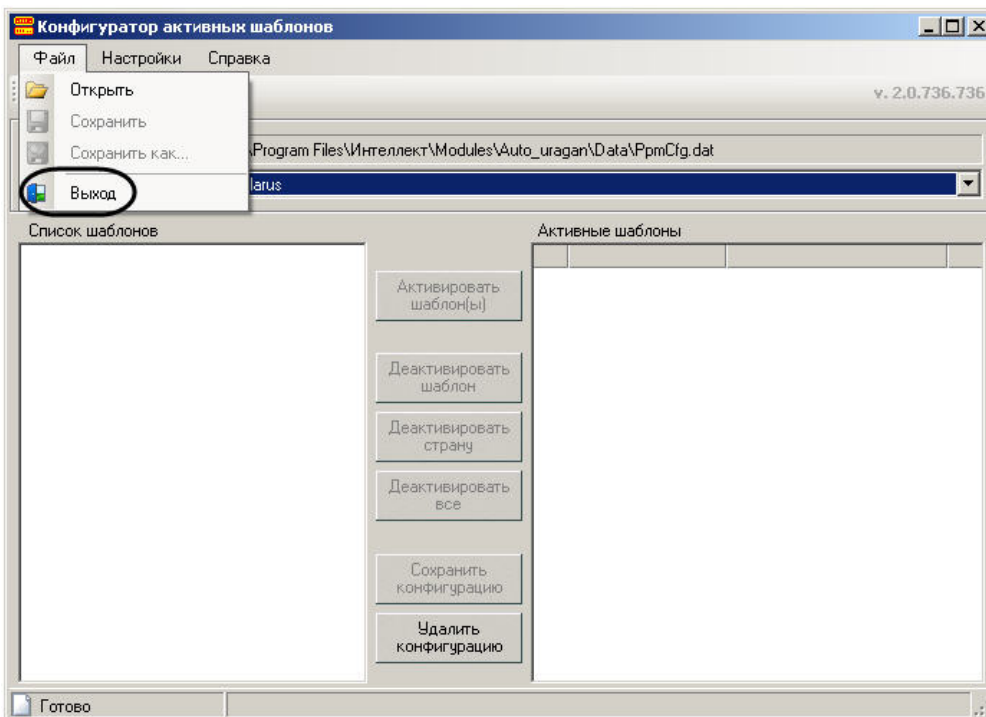 Конфигуратор активных шаблонов
Файл Настройки Справка
Открыть
v. 2.0.736.736
Сохранить
Сохранить как...
\Program Files\Интеллект\Modules\Auto_uragan\Data\PpmCfg.dat
Выход
larus
Список шаблонов
Активные шаблоны
Активировать
шаблон(ы)
Деактивировать
шаблон
Деактивировать
страну
Деактивировать
все
Сохранить
конфигурацию
Удалить
конфигурацию
Готово